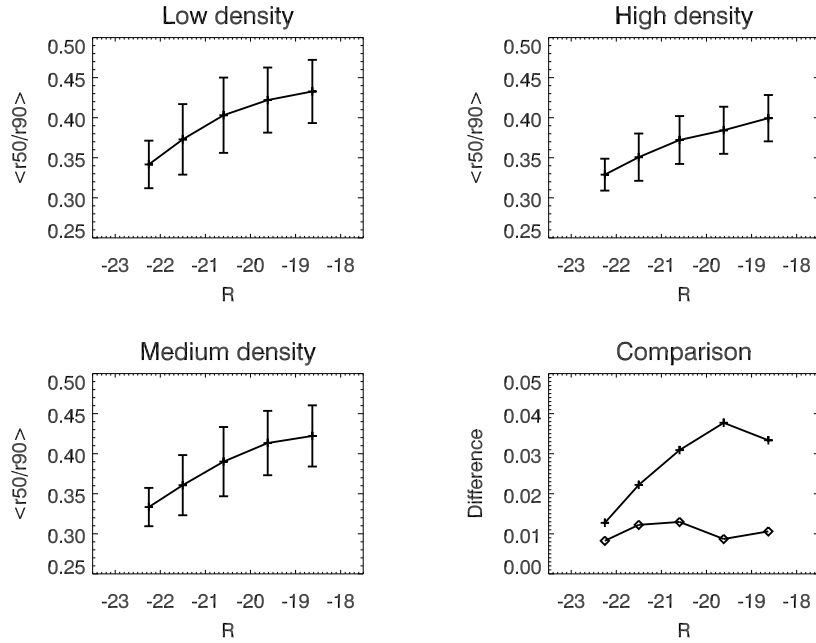 Low density
<r50/r90>
0.50
0.45
0.40
0.35
0.30
0.25
-23 -22 -21 -20 -19 -18
R
High density
<r50/r90>
0.50
0.45
0.40
0.35
0.30
0.25
-23 -22 -21 -20 -19 -18
R
Medium density
<r50/r90>
0.50
0.45
0.40
0.35
0.30
0.25
-23 -22 -21 -20 -19 -18
R
Comparison
Difference
0.05
0.04
0.03
0.02
0.01
0.00
-23 -22 -21 -20 -19 -18
R